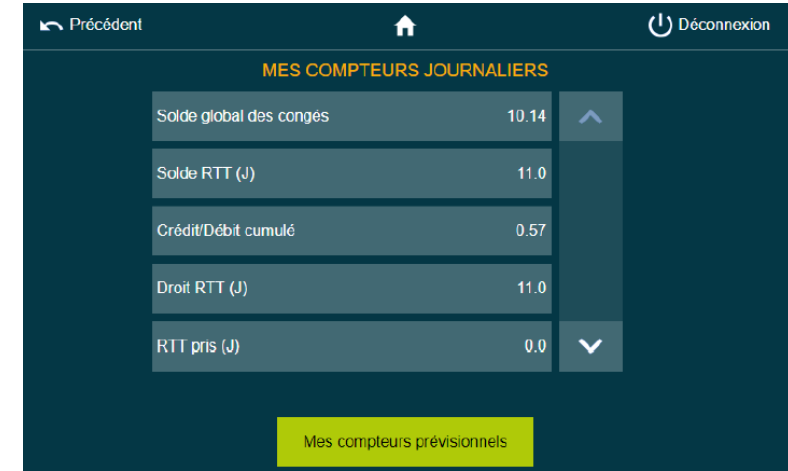 Précédent
Déconnexion
MES COMPTEURS JOURNALIERS
Solde global des congés 10.14
Solde RTT (J) 11.0
Crédit/Débit cumulé 0.57
Droit RTT (J) 11.0
RTT pris (J) 0.0
Mes compteurs prévisionnels